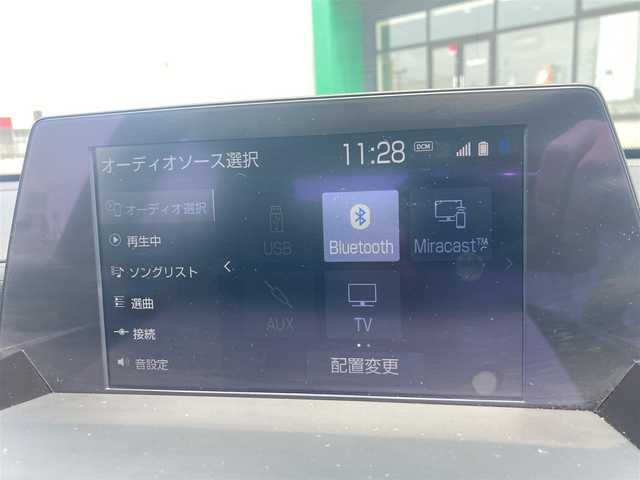 オーディオソース選択
11:28
DCM
オーディオ選択
再生中
ソングリスト
選曲
接続
音設定
USB
Bluetooth
Miracast™
AUX
TV
配置変更